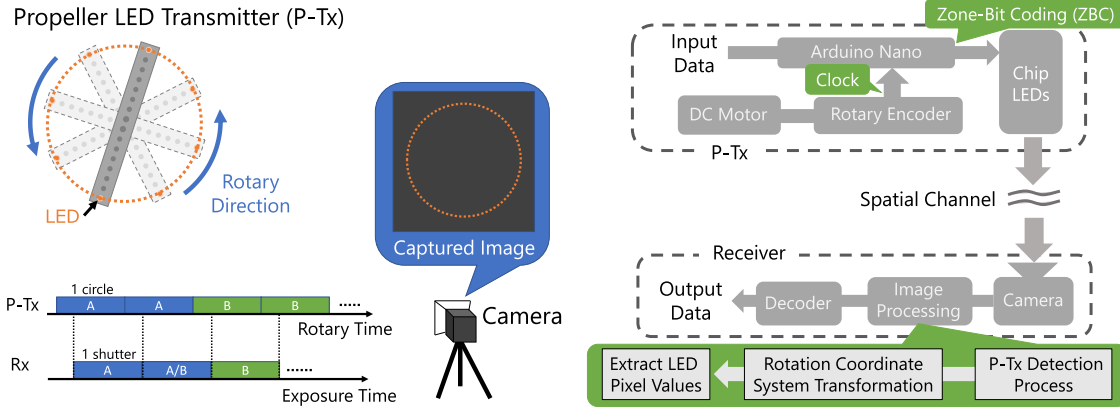 Propeller LED Transmitter (P-Tx)
LED
Rotary
Direction
Captured Image
Camera
P-Tx
1 circle
A A B B .....
Rotary Time
Rx
1 shutter
A A/B B ......
Exposure Time
Zone-Bit Coding (ZBC)
Input
Data
Arduino Nano
Clock
Chip
LEDs
DC Motor
Rotary Encoder
P-Tx
Spatial Channel
Receiver
Output
Data
Decoder
Image
Processing
Camera
Extract LED
Pixel Values
Rotation Coordinate
System Transformation
P-Tx Detection
Process